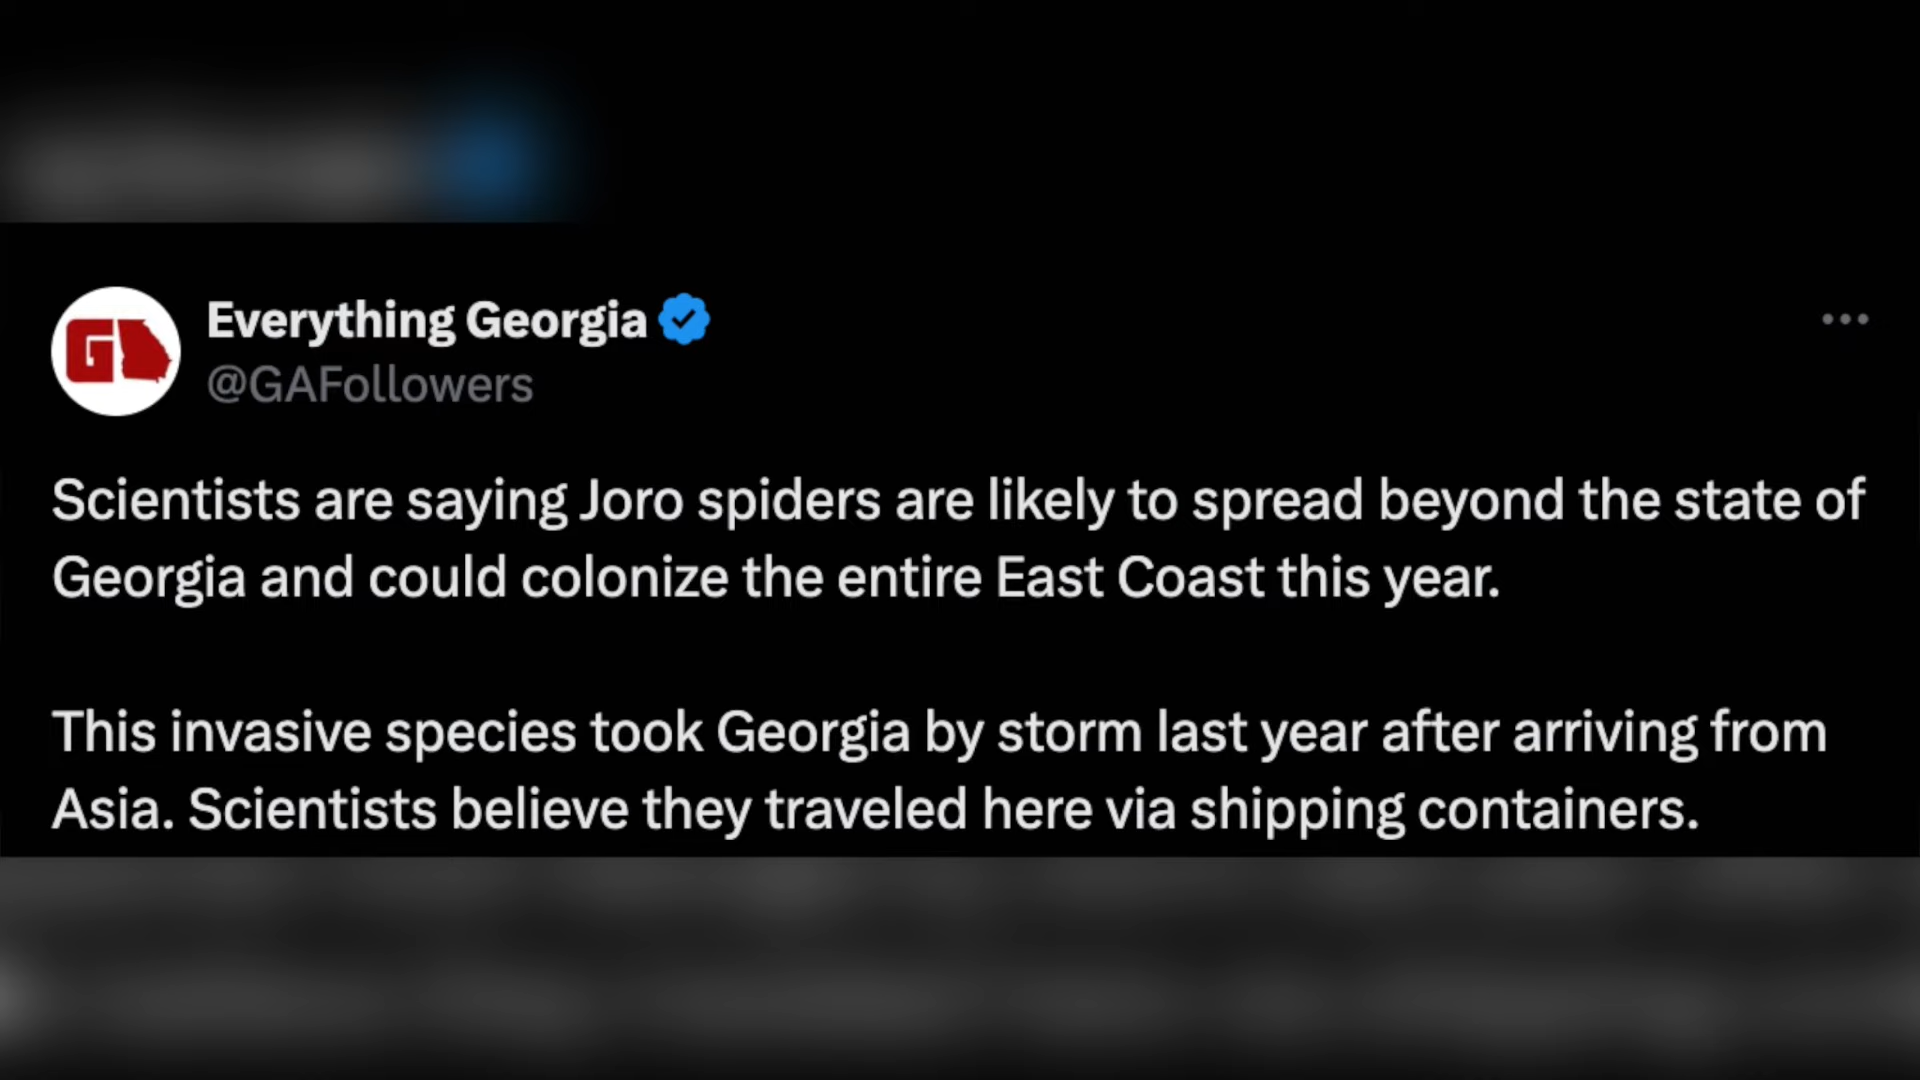 Everything Georgia
@GAFollowers
Scientists are saying Joro spiders are likely to spread beyond the state of
Georgia and could colonize the entire East Coast this year.
This invasive species took Georgia by storm last year after arriving from
Asia. Scientists believe they traveled here via shipping containers.